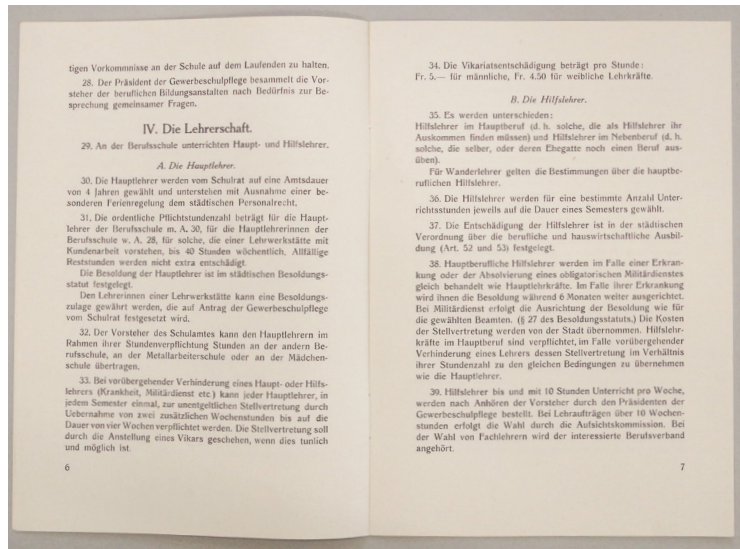 tigen Vorkommnisse an der Schule auf dem Laufenden zu halten.
28. Der Präsident der Gewerbeschulpflege besammelt die Vor-
steher der beruflichen Bildungsanstalten nach Bedürfnis zur Be-
sprechung gemeinsamer Fragen.
IV. Die Lehrerschaft.
29. An der Berufsschule unterrichten Haupt- und Hilfslehrer.
A. Die Hauptlehrer.
30. Die Hauptlehrer werden vom Schulrat auf eine Amtsdauer
von 4 Jahren gewählt und unterstehen mit Ausnahme einer be-
sonderen Ferienregelung dem städtischen Personalrecht.
31. Die ordentliche Pflichtstundenzahl beträgt für die Haupt-
lehrer der Berufsschule m. A. 30, für die Hauptlehrerinnen der
Berufsschule w. A. 28, für solche, die einer Lehrwerkstätte mit
Kundenarbeit vorstehen, bis 40 Stunden wöchentlich. Allfällige
Reststunden werden nicht extra entschädigt.
Die Besoldung der Hauptlehrer ist im städtischen Besoldungs-
statut festgelegt.
Den Lehrerinnen einer Lehrwerkstätte kann eine Besoldungs-
zulage gewährt werden, die auf Antrag der Gewerbeschulpflege
vom Schulrat festgesetzt wird.
32. Der Vorsteher des Schulamtes kann den Hauptlehrern im
Rahmen ihrer Stundenverpflichtung Stunden an der andern Be-
rufsschule, an der Metallarbeiterschule oder an der Mädchen-
schule übertragen.
33. Bei vorübergehender Verhinderung eines Haupt- oder Hilfs-
lehrers (Krankheit, Militärdienst etc.) kann jeder Hauptlehrer, in
jedem Semester einmal, zur unentgeltlichen Stellvertretung durch
Uebernahme von zwei zusätzlichen Wochenstunden bis auf die
Dauer von vier Wochen verpflichtet werden. Die Stellvertretung soll
durch die Anstellung eines Vikars geschehen, wenn dies tunlich
und möglich ist.
6
34. Die Vikariatsentschädigung beträgt pro Stunde:
Fr. 5.— für männliche, Fr. 4.50 für weibliche Lehrkräfte.
B. Die Hilfslehrer.
35. Es werden unterschieden:
Hilfslehrer im Hauptberuf (d. h. solche, die als Hilfslehrer ihr
Auskommen finden müssen) und Hilfslehrer im Nebenberuf (d. h.
solche, die selber, oder deren Ehegatte noch einen Beruf aus-
üben).
Für Wanderlehrer gelten die Bestimmungen über die hauptbe-
ruflichen Hilfslehrer.
36. Die Hilfslehrer werden für eine bestimmte Anzahl Unter-
richtsstunden jeweils auf die Dauer eines Semesters gewählt.
37. Die Entschädigung der Hilfslehrer ist in der städtischen
Verordnung über die berufliche und hauswirtschaftliche Ausbil-
dung (Art. 52 und 53) festgelegt.
38. Hauptberufliche Hilfslehrer werden im Falle einer Erkran-
kung oder der Absolvierung eines obligatorischen Militärdienstes
gleich behandelt wie Hauptlehrkräfte. Im Falle ihrer Erkrankung
wird ihnen die Besoldung während 6 Monaten weiter ausgerichtet.
Bei Militärdienst erfolgt die Ausrichtung der Besoldung wie für
die gewählten Beamten. (§ 27 des Besoldungsstatuts.) Die Kosten
der Stellvertretung werden von der Stadt übernommen. Hilfslehr-
kräfte im Hauptberuf sind verpflichtet, im Falle vorübergehender
Verhinderung eines Lehrers dessen Stellvertretung im Verhältnis
ihrer Stundenzahl zu den gleichen Bedingungen zu übernehmen
wie die Hauptlehrer.
39. Hilfslehrer bis und mit 10 Stunden Unterricht pro Woche,
werden nach Anhören der Vorsteher durch den Präsidenten der
Gewerbeschulpflege bestellt. Bei Lehraufträgen über 10 Wochen-
stunden erfolgt die Wahl durch die Aufsichtskommission. Bei
der Wahl von Fachlehrern wird der interessierte Berufsverband
angehört.
7